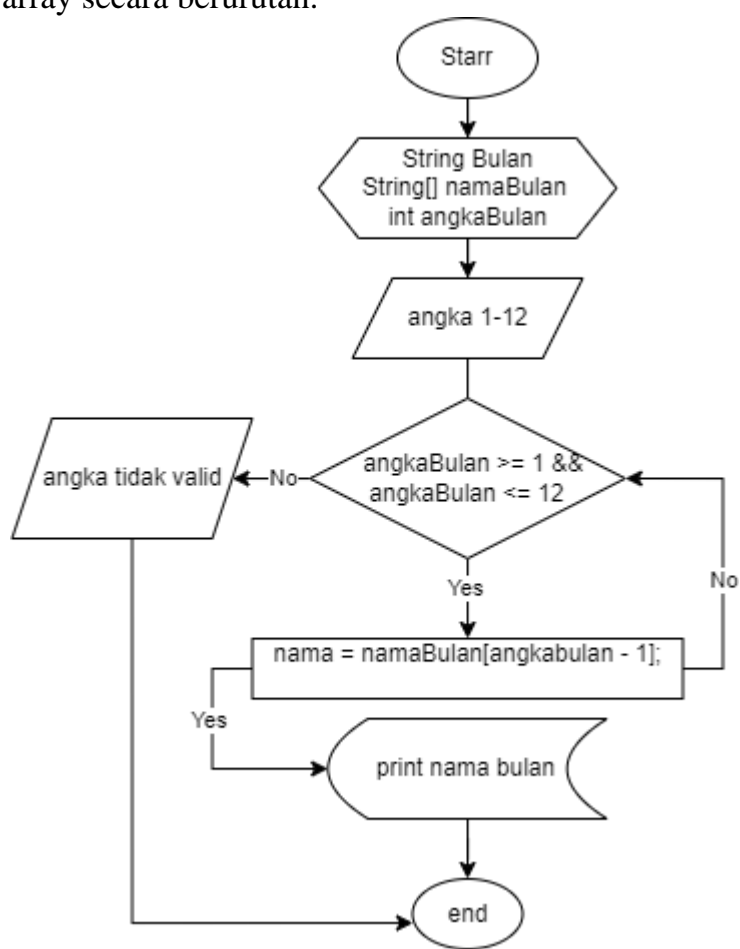 array secara berurutan.
Starr
String Bulan
String[] namaBulan
int angkaBulan
angka 1-12
angkaBulan >= 1 &&
angkaBulan <= 12
No
angka tidak valid
Yes
No
nama = namaBulan[angkabulan - 1];
Yes
print nama bulan
end